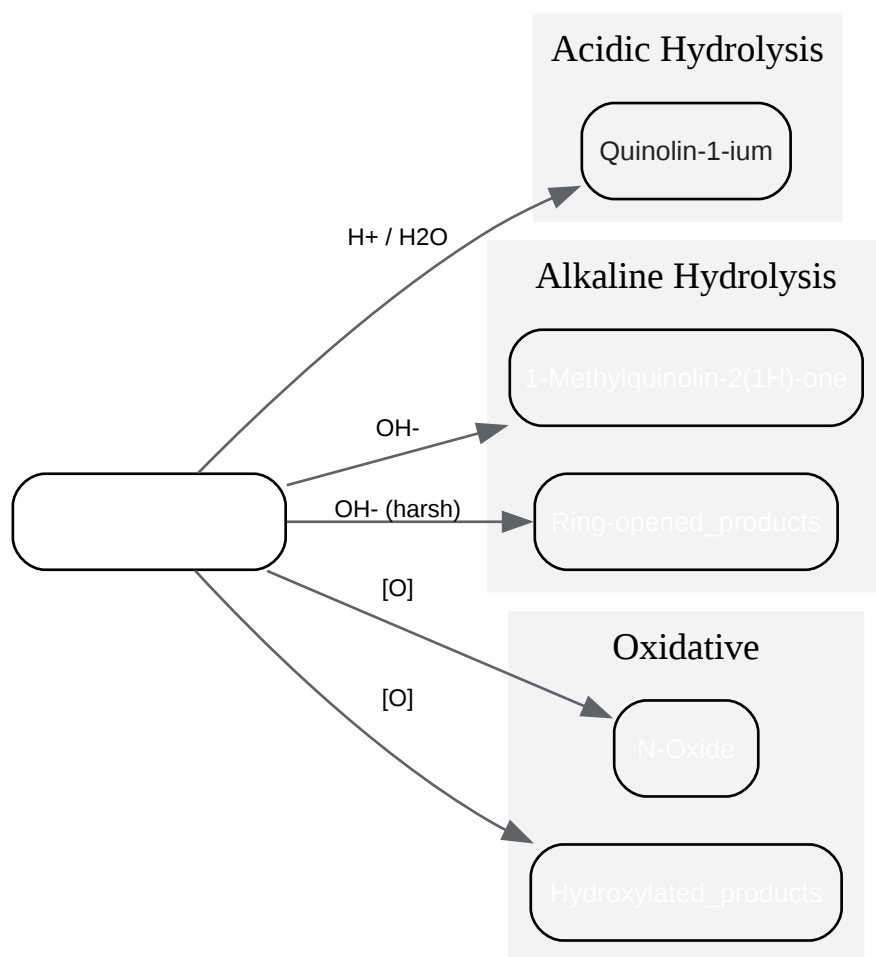 Acidic Hydrolysis
Quinolin-1-ium
H+ / H2O
Alkaline Hydrolysis
1-Methylquinolin-2(1H)-one
OH-
OH- (harsh)
Ring-opened_products
[O]
Oxidative
[O]
N-Oxide
Hydroxylated_products